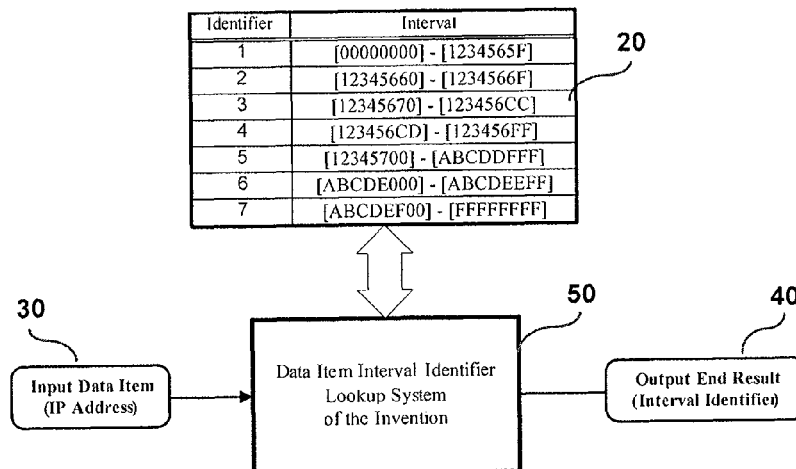 Identifier Interval
1 [00000000] - [1234565F]
2 [12345660] - [1234566F]
3 [12345670] - [123456CC]
4 [123456CD] - [123456FF]
5 [12345700] - [ABCDDFFF]
6 [ABCDE000] - [ABCDEEFF]
7 [ABCDEF00] - [FFFFFFFF]
20
30
50
40
Input Data Item
(IP Address)
Data Item Interval Identifier
Lookup System
of the Invention
Output End Result
(Interval Identifier)